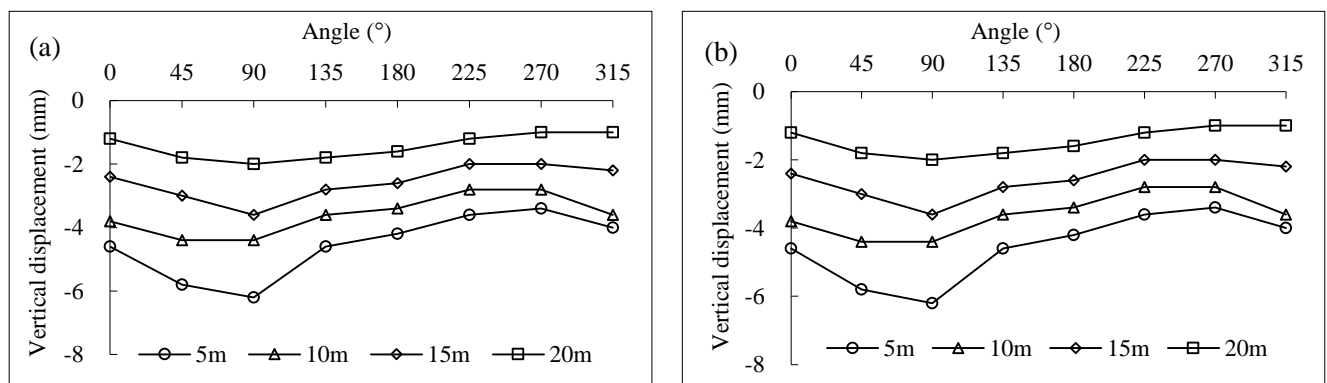 (a)
Angle (°)
0 45 90 135 180 225 270 315
Vertical displacement (mm)
0
-2
-4
-6
-8
5m 10m 15m 20m
(b)
Angle (°)
0 45 90 135 180 225 270 315
Vertical displacement (mm)
0
-2
-4
-6
-8
5m 10m 15m 20m